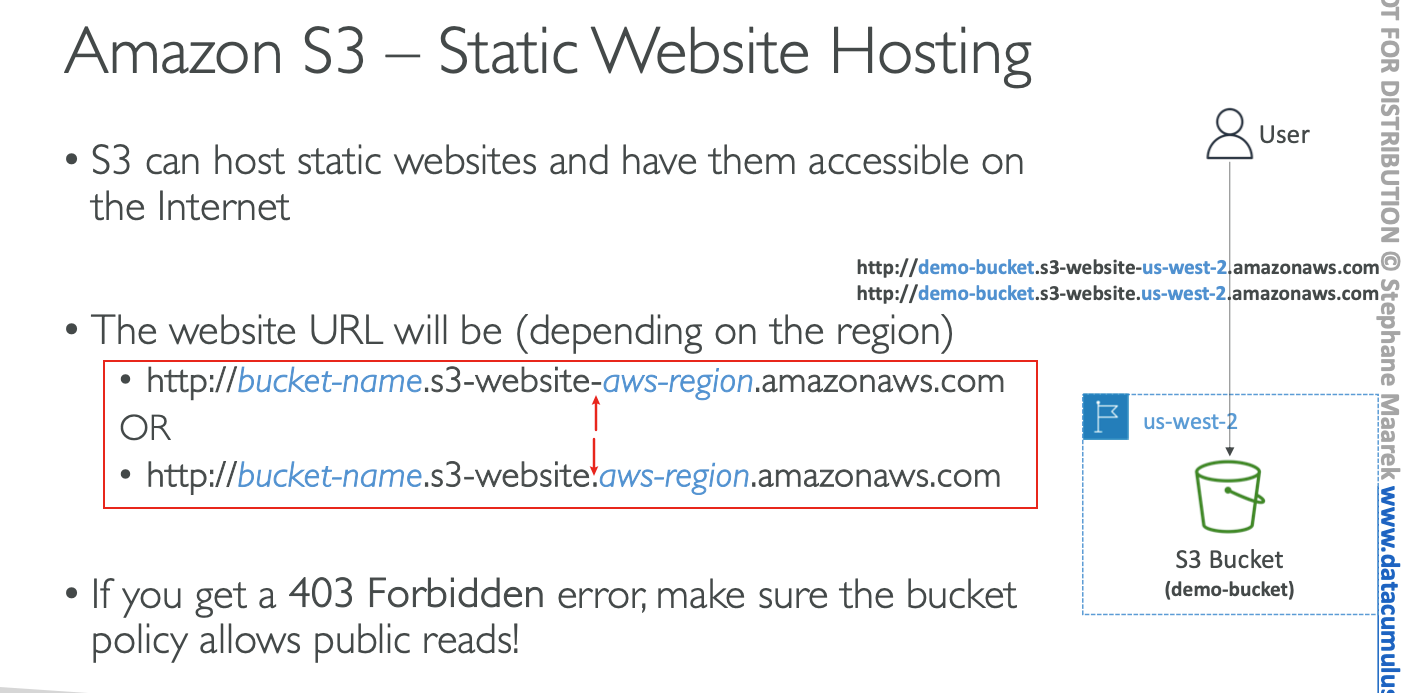 Amazon S3 – Static Website Hosting
• S3 can host static websites and have them accessible on
the Internet
• The website URL will be (depending on the region)
• http://bucket-name.s3-website-aws-region.amazonaws.com
OR
• http://bucket-name.s3-website.aws-region.amazonaws.com
• If you get a 403 Forbidden error, make sure the bucket
policy allows public reads!
User
http://demo-bucket.s3-website-us-west-2.amazonaws.com
http://demo-bucket.s3-website.us-west-2.amazonaws.com
us-west-2
S3 Bucket
(demo-bucket)
FOR DISTRIBUTION © Stephane Maarek www.datacumulus